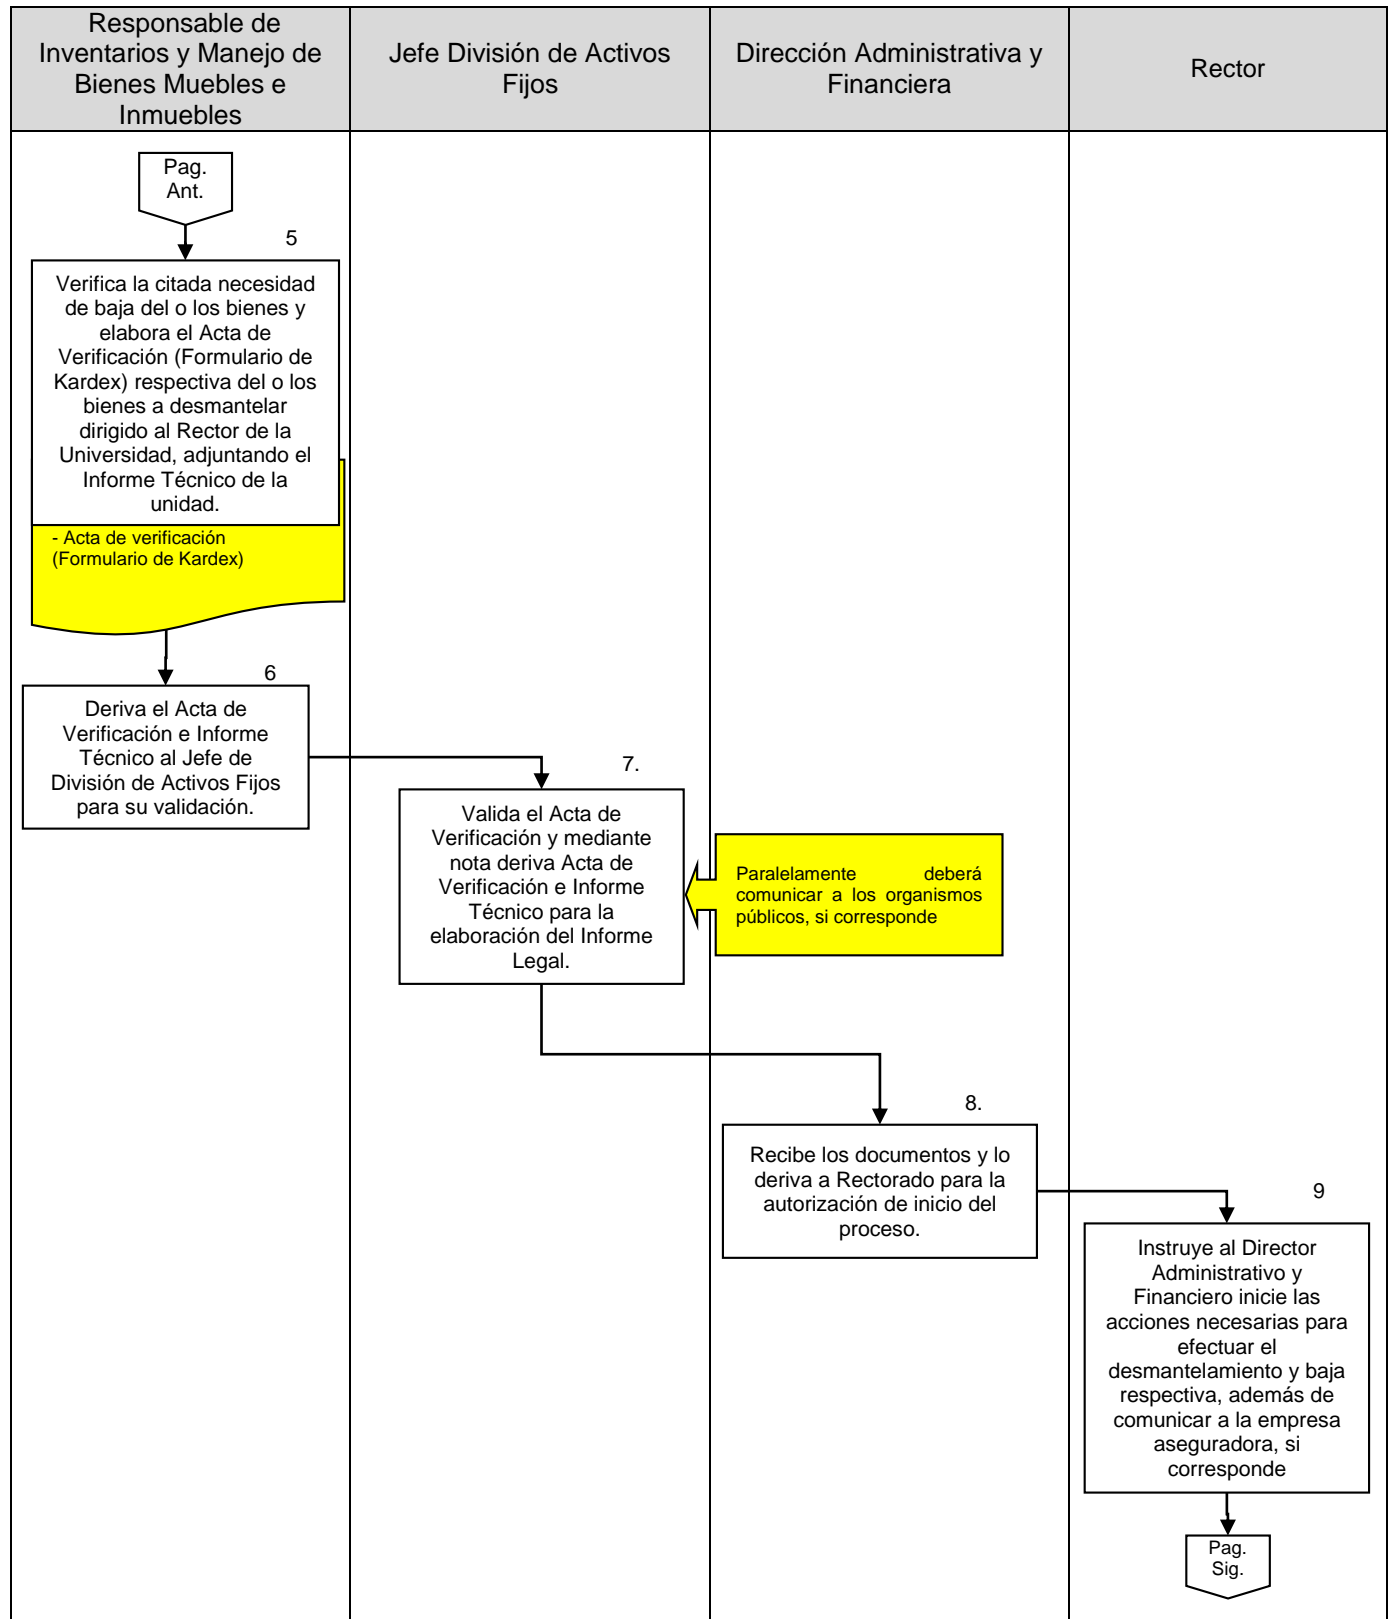 Responsable de
Inventarios y Manejo de
Bienes Muebles e
Inmuebles
Jefe División de Activos
Fijos
Dirección Administrativa y
Financiera
Rector
Pag.
Ant.
5
Verifica la citada necesidad
de baja del o los bienes y
elabora el Acta de
Verificación (Formulario de
Kardex) respectiva del o los
bienes a desmantelar
dirigido al Rector de la
Universidad, adjuntando el
Informe Técnico de la
unidad.
- Acta de verificación
(Formulario de Kardex)
6
Deriva el Acta de
Verificación e Informe
Técnico al Jefe de
División de Activos Fijos
para su validación.
7.
Valida el Acta de
Verificación y mediante
nota deriva Acta de
Verificación e Informe
Técnico para la
elaboración del Informe
Legal.
Paralelamente deberá
comunicar a los organismos
públicos, si corresponde
8.
Recibe los documentos y lo
deriva a Rectorado para la
autorización de inicio del
proceso.
9
Instruye al Director
Administrativo y
Financiero inicie las
acciones necesarias para
efectuar el
desmantelamiento y baja
respectiva, además de
comunicar a la empresa
aseguradora, si
corresponde
Pag.
Sig.